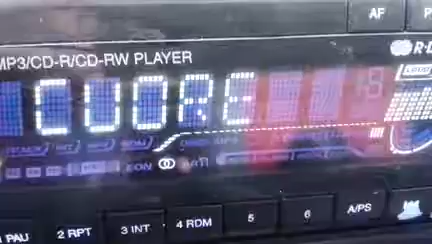 AF
MP3/CD-R/CD-RW PLAYER
CUORE
EON
1 PAU
2 RPT
3 INT
4 RDM
5
6
A/PS